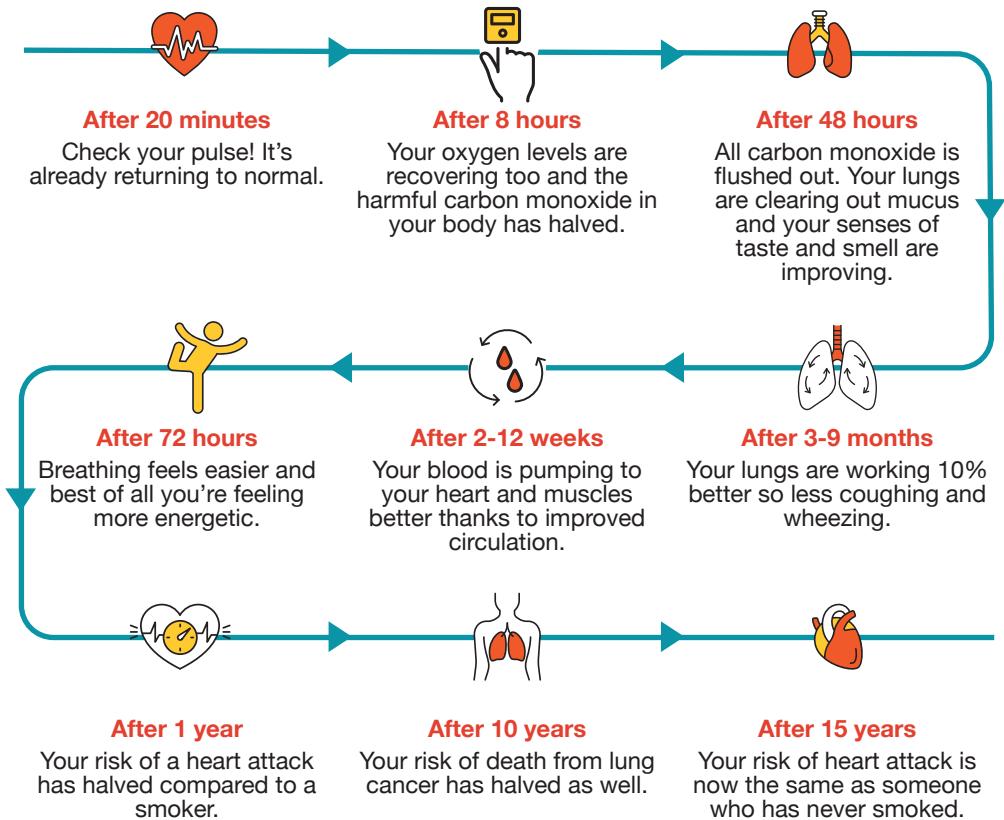 After 20 minutes
Check your pulse! It's
already returning to normal.
After 8 hours
Your oxygen levels are
recovering too and the
harmful carbon monoxide in
your body has halved.
After 48 hours
All carbon monoxide is
flushed out. Your lungs
are clearing out mucus
and your senses of
taste and smell are
improving.
After 72 hours
Breathing feels easier and
best of all you’re feeling
more energetic.
After 2-12 weeks
Your blood is pumping to
your heart and muscles
better thanks to improved
circulation.
After 3-9 months
Your lungs are working 10%
better so less coughing and
wheezing.
After 1 year
Your risk of a heart attack
has halved compared to a
smoker.
After 10 years
Your risk of death from lung
cancer has halved as well.
After 15 years
Your risk of heart attack is
now the same as someone
who has never smoked.